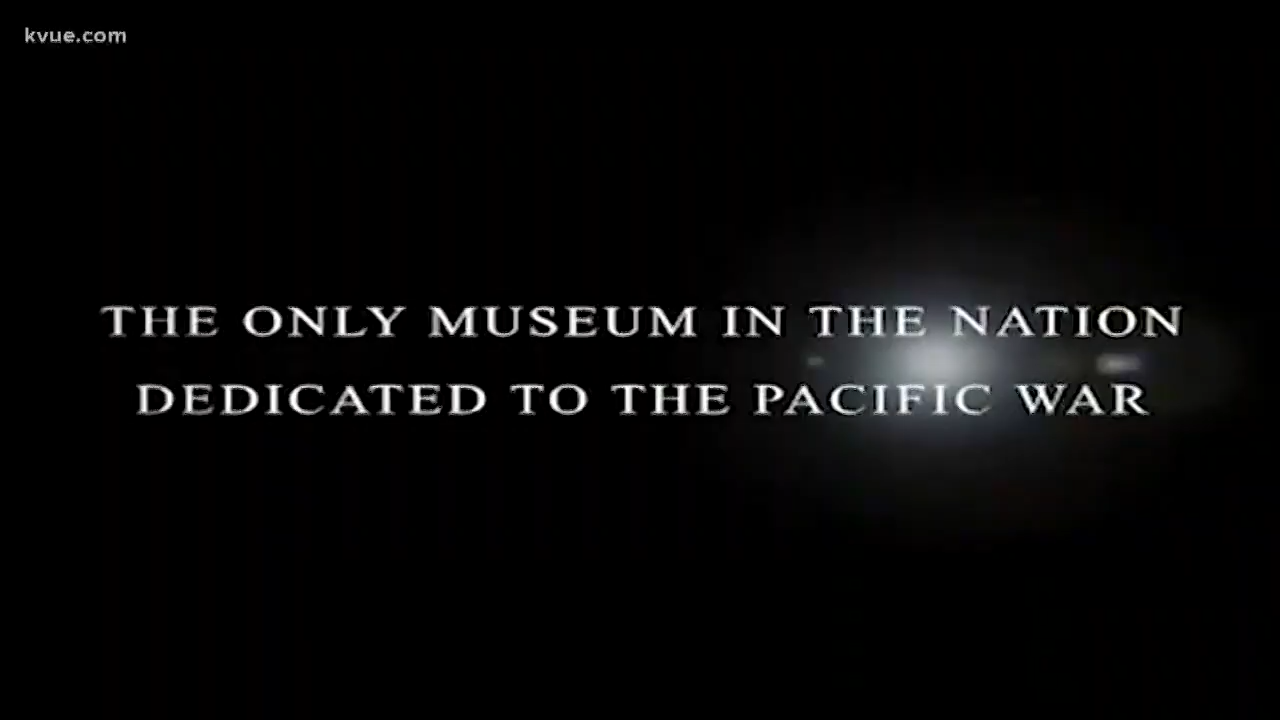 kvue.com
THE ONLY MUSEUM IN THE NATION
DEDICATED TO THE PACIFIC WAR